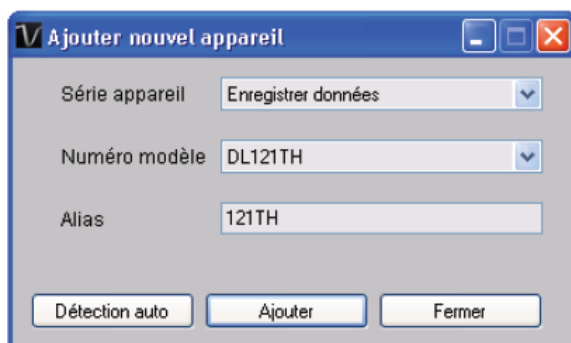 Ajouter nouvel appareil
Série appareil Enregistrer données
Numéro modèle DL121TH
Alias 121TH
Détection auto Ajouter Fermer